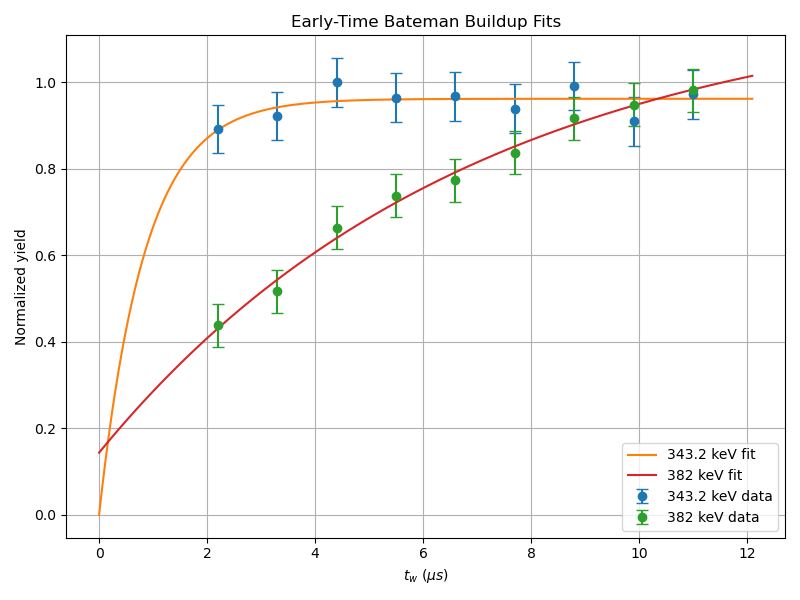 Early-Time Bateman Buildup Fits
Normalized yield
1.0
0.8
0.6
0.4
0.2
0.0
0 2 4 6 8 10 12
t_w (μs)
343.2 keV fit
382 keV fit
343.2 keV data
382 keV data